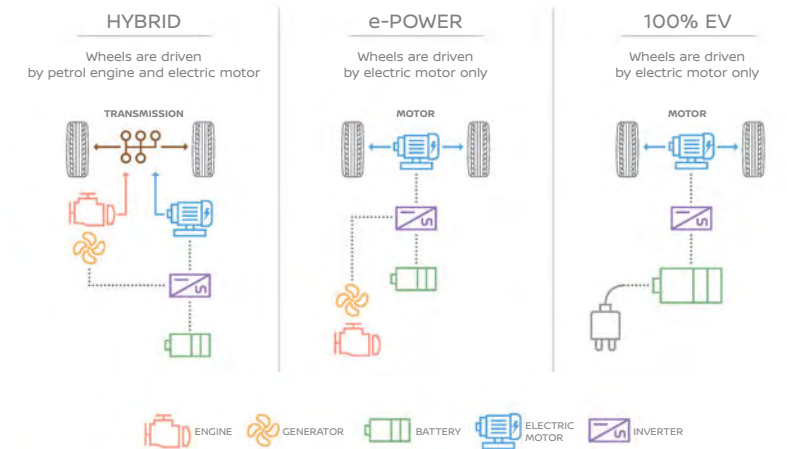 HYBRID
Wheels are driven
by petrol engine and electric motor
TRANSMISSION
e-POWER
Wheels are driven
by electric motor only
MOTOR
100% EV
Wheels are driven
by electric motor only
MOTOR
ENGINE
GENERATOR
BATTERY
ELECTRIC
MOTOR
INVERTER